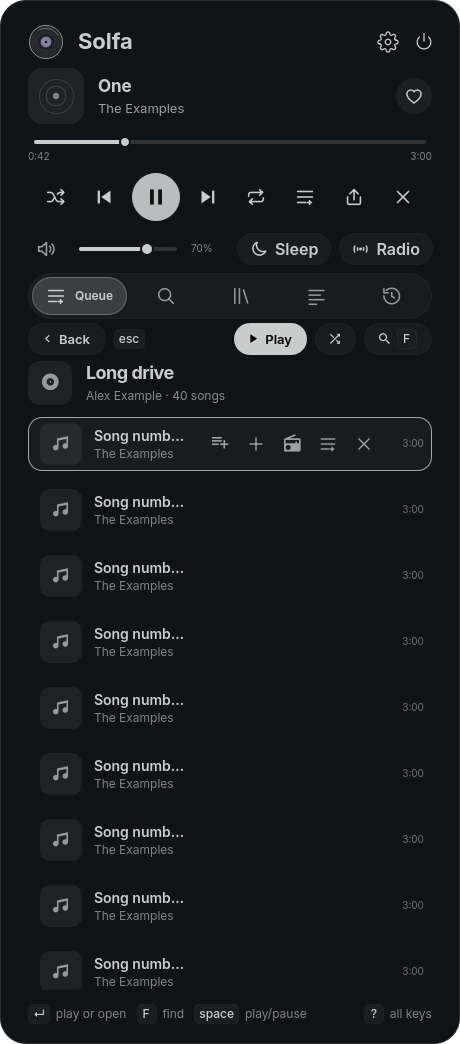 Solfa
One
The Examples
0:42 3:00
70% Sleep Radio
Queue
Back esc Play F
Long drive
Alex Example · 40 songs
Song numb...
The Examples
3:00
Song numb...
The Examples
3:00
Song numb...
The Examples
3:00
Song numb...
The Examples
3:00
Song numb...
The Examples
3:00
Song numb...
The Examples
3:00
Song numb...
The Examples
3:00
Song numb...
The Examples
3:00
Song numb...
The Examples
3:00
play or open F find space play/pause ? all keys